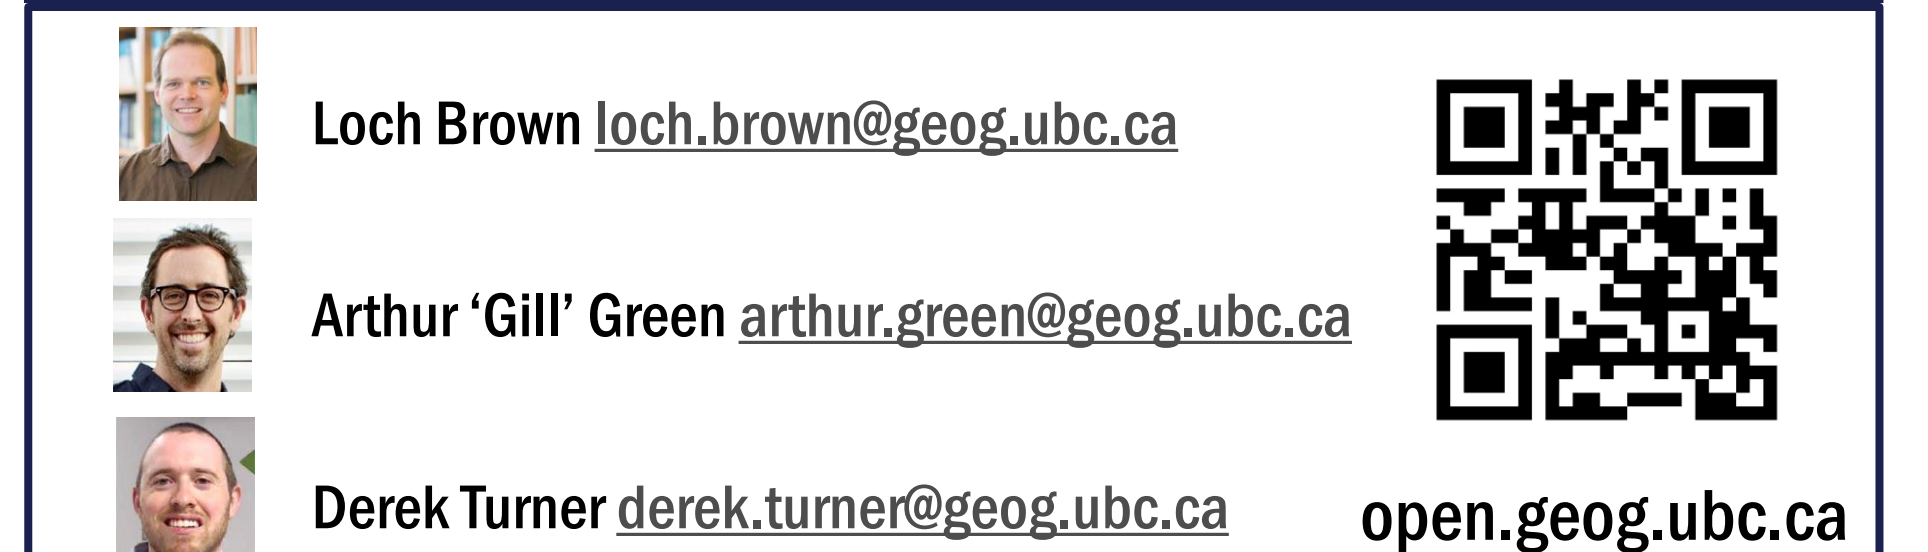 Loch Brown loch.brown@geog.ubc.ca
Arthur ‘Gill’ Green arthur.green@geog.ubc.ca
Derek Turner derek.turner@geog.ubc.ca
open.geog.ubc.ca